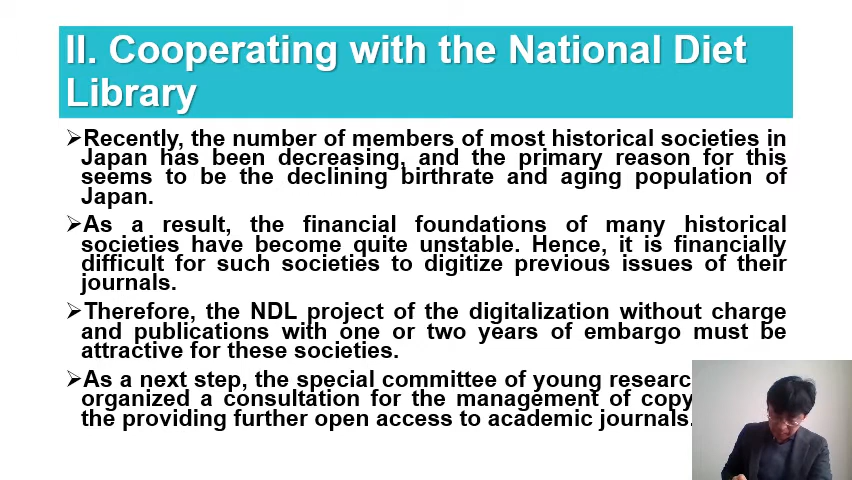 II. Cooperating with the National Diet
Library
➢Recently, the number of members of most historical societies in
Japan has been decreasing, and the primary reason for this
seems to be the declining birthrate and aging population of
Japan.
➢As a result, the financial foundations of many historical
societies have become quite unstable. Hence, it is financially
difficult for such societies to digitize previous issues of their
journals.
➢Therefore, the NDL project of the digitalization without charge
and publications with one or two years of embargo must be
attractive for these societies.
➢As a next step, the special committee of young
organized a consultation for the management of
the providing further open access to academic journals.